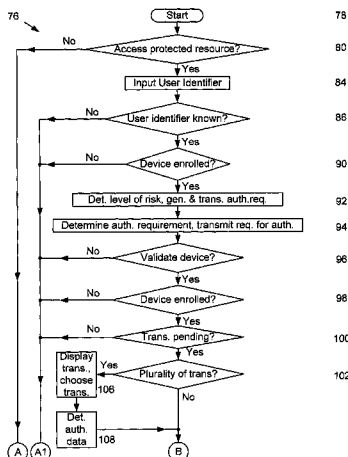 76
Start
78
No
Access protected resource?
80
Yes
Input User Identifier
84
No
User identifier known?
86
Yes
No
Device enrolled?
90
Yes
Det. level of risk, gen. & trans. auth.req.
92
Determine auth. requirement, transmit req. for auth.
94
No
Validate device?
96
Yes
No
Device enrolled?
98
Yes
No
Trans. pending?
100
Yes
Display
trans.,
choose
trans.
106
Yes
Plurality of trans?
102
No
Det.
auth.
data
108
A
A1
B